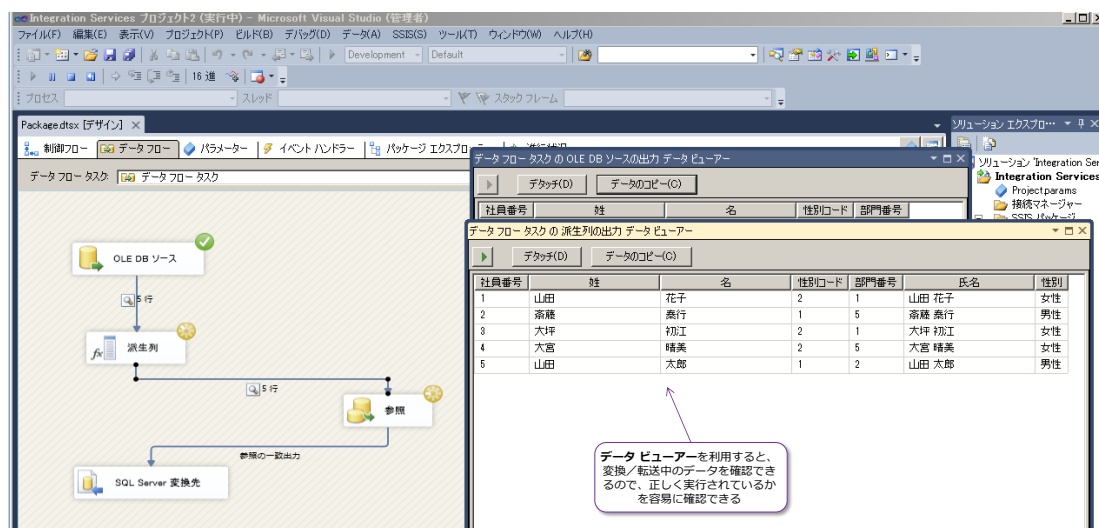 Integration Services プロジェクト2 (実行中) - Microsoft Visual Studio (管理者)
ファイル(F) 編集(E) 表示(V) プロジェクト(P) ビルド(B) デバッグ(D) データ(A) SSIS(S) ツール(T) ウィンドウ(W) ヘルプ(H)
Development Default
16 進
プロセス スレッド スタック フレーム
Package.dtsx [デザイン]
ソリューション エクスプロ…
制御フロー データ フロー パラメーター イベント ハンドラー パッケージ エクスプロ
データ フロー タスク: データ フロー タスク
データ フロー タスク の OLE DB ソースの出力 データ ビューアー
デタッチ(D) データのコピー(C)
社員番号 姓 名 性別コード 部門番号
ソリューション 'Integration Ser
Integration Services
Project.params
接続マネージャー
SSIS パッケージ
データ フロー タスク の 派生列の出力 データ ビューアー
デタッチ(D) データのコピー(C)
社員番号 姓 名 性別コード 部門番号 氏名 性別
1 山田 花子 2 1 山田 花子 女性
2 斎藤 桑行 1 5 斎藤 桑行 男性
3 大坪 初江 2 1 大坪 初江 女性
4 大宮 晴美 2 5 大宮 晴美 女性
5 山田 太郎 1 2 山田 太郎 男性
OLE DB ソース
5 行
派生列
5 行
参照
参照の一致出力
SQL Server 変換先
データ ビューアーを利用すると、
変換／転送中のデータを確認でき
るので、正しく実行されているか
を容易に確認できる